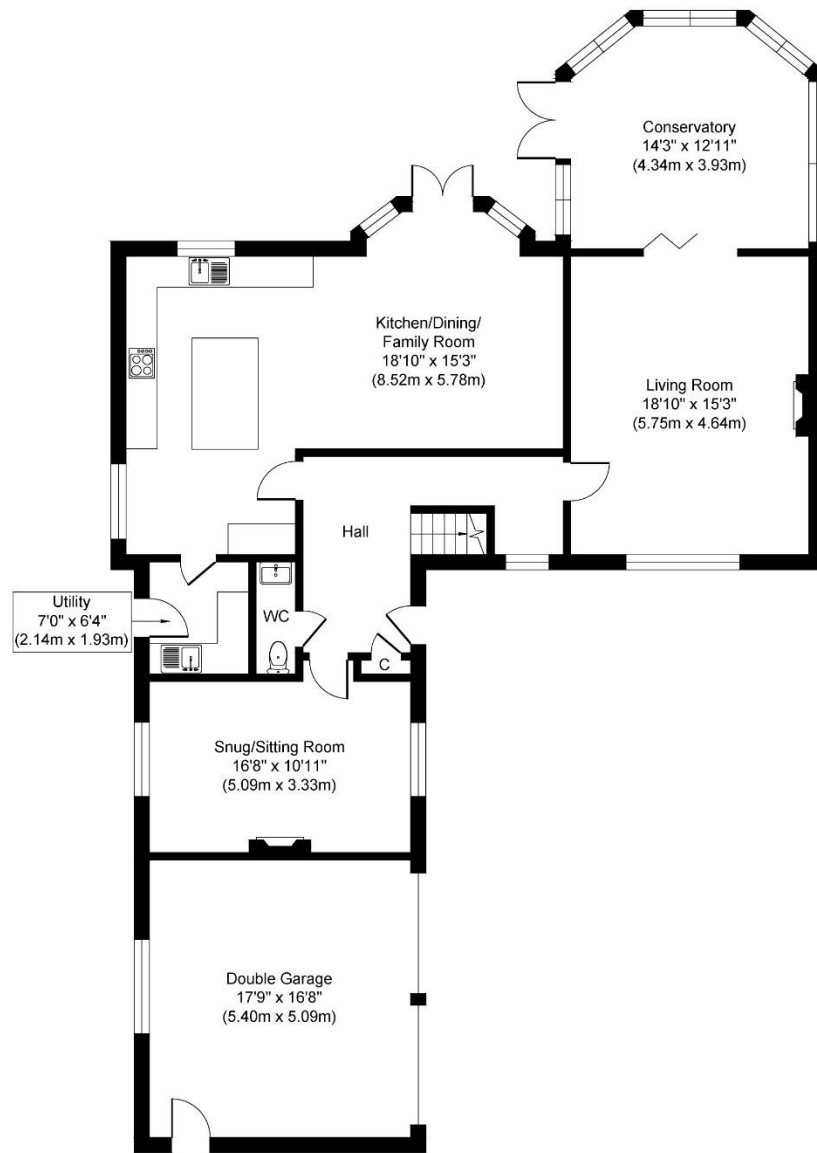 Conservatory
14'3" x 12'11"
(4.34m x 3.93m)
Kitchen/Dining/
Family Room
18'10" x 15'3"
(8.52m x 5.78m)
Living Room
18'10" x 15'3"
(5.75m x 4.64m)
Hall
Utility
7'0" x 6'4"
(2.14m x 1.93m)
WC
C
Snug/Sitting Room
16'8" x 10'11"
(5.09m x 3.33m)
Double Garage
17'9" x 16'8"
(5.40m x 5.09m)